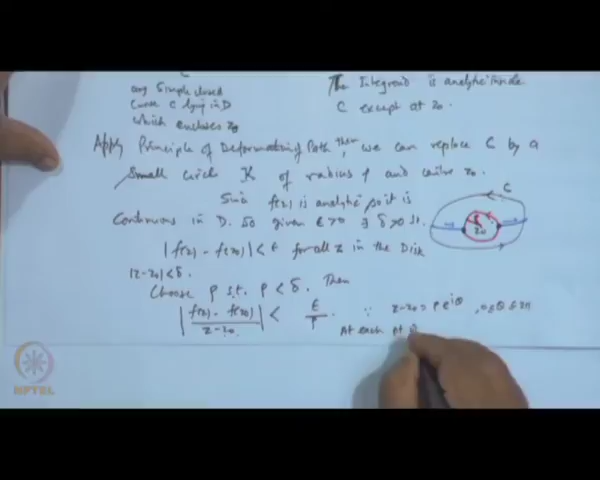 any Simple closed
Curve C lying in D
which encloses z0
The Integrand is analytic inside
C except at z0.
Apply Principle of Deformation of Path then, we can replace C by a
small circle K of radius ρ and centre z0.
Since f(z) is analytic so it is
Continuous in D. So given ε>0 ∃ δ>0 s.t.
|f(z) - f(z0)| < ε for all z in the Disk
|z-z0| < δ.
Choose ρ s.t. ρ < δ. Then
| f(z) - f(z0) / z-z0 | < ε/ρ . ∵ z-z0 = ρ e^iθ , 0≤θ≤2π
At each pt
C
z0
NPTEL